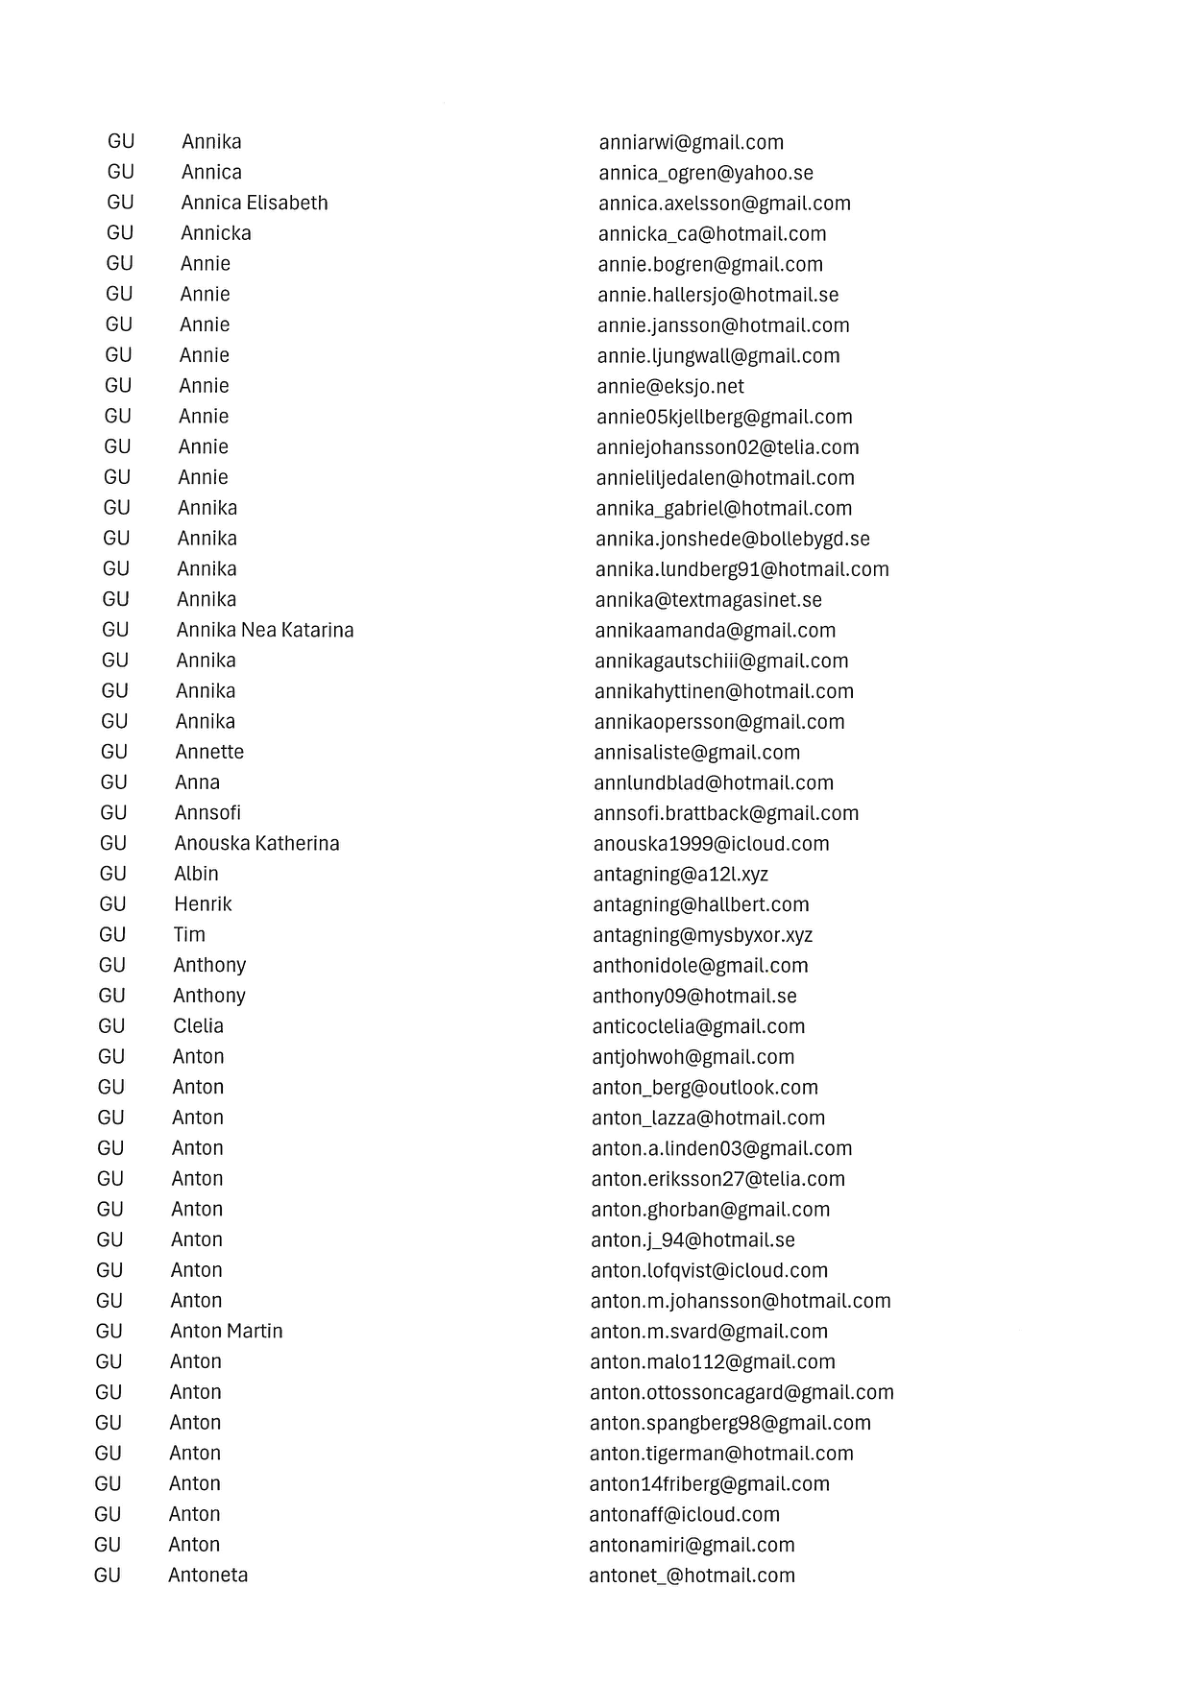 GU Annika anniarwi@gmail.com
GU Annica annica_ogren@yahoo.se
GU Annica Elisabeth annica.axelsson@gmail.com
GU Annicka annicka_ca@hotmail.com
GU Annie annie.bogren@gmail.com
GU Annie annie.hallersjo@hotmail.se
GU Annie annie.jansson@hotmail.com
GU Annie annie.ljungwall@gmail.com
GU Annie annie@eksjo.net
GU Annie annie05kjellberg@gmail.com
GU Annie anniejohansson02@telia.com
GU Annie annieliljedalen@hotmail.com
GU Annika annika_gabriel@hotmail.com
GU Annika annika.jonshede@bollebygd.se
GU Annika annika.lundberg91@hotmail.com
GU Annika annika@textmagasinet.se
GU Annika Nea Katarina annikaamanda@gmail.com
GU Annika annikagautschiii@gmail.com
GU Annika annikahyttinen@hotmail.com
GU Annika annikaopersson@gmail.com
GU Annette annisaliste@gmail.com
GU Anna annlundblad@hotmail.com
GU Annsofi annsofi.brattback@gmail.com
GU Anouska Katherina anouska1999@icloud.com
GU Albin antagning@a12l.xyz
GU Henrik antagning@hallbert.com
GU Tim antagning@mysbyxor.xyz
GU Anthony anthonidole@gmail.com
GU Anthony anthony09@hotmail.se
GU Clelia anticoclelia@gmail.com
GU Anton antjohwoh@gmail.com
GU Anton anton_berg@outlook.com
GU Anton anton_lazza@hotmail.com
GU Anton anton.a.linden03@gmail.com
GU Anton anton.eriksson27@telia.com
GU Anton anton.ghorban@gmail.com
GU Anton anton.j_94@hotmail.se
GU Anton anton.lofqvist@icloud.com
GU Anton anton.m.johansson@hotmail.com
GU Anton Martin anton.m.svard@gmail.com
GU Anton anton.malo112@gmail.com
GU Anton anton.ottossoncagard@gmail.com
GU Anton anton.spangberg98@gmail.com
GU Anton anton.tigerman@hotmail.com
GU Anton anton14friberg@gmail.com
GU Anton antonaff@icloud.com
GU Anton antonamiri@gmail.com
GU Antoneta antonet_@hotmail.com